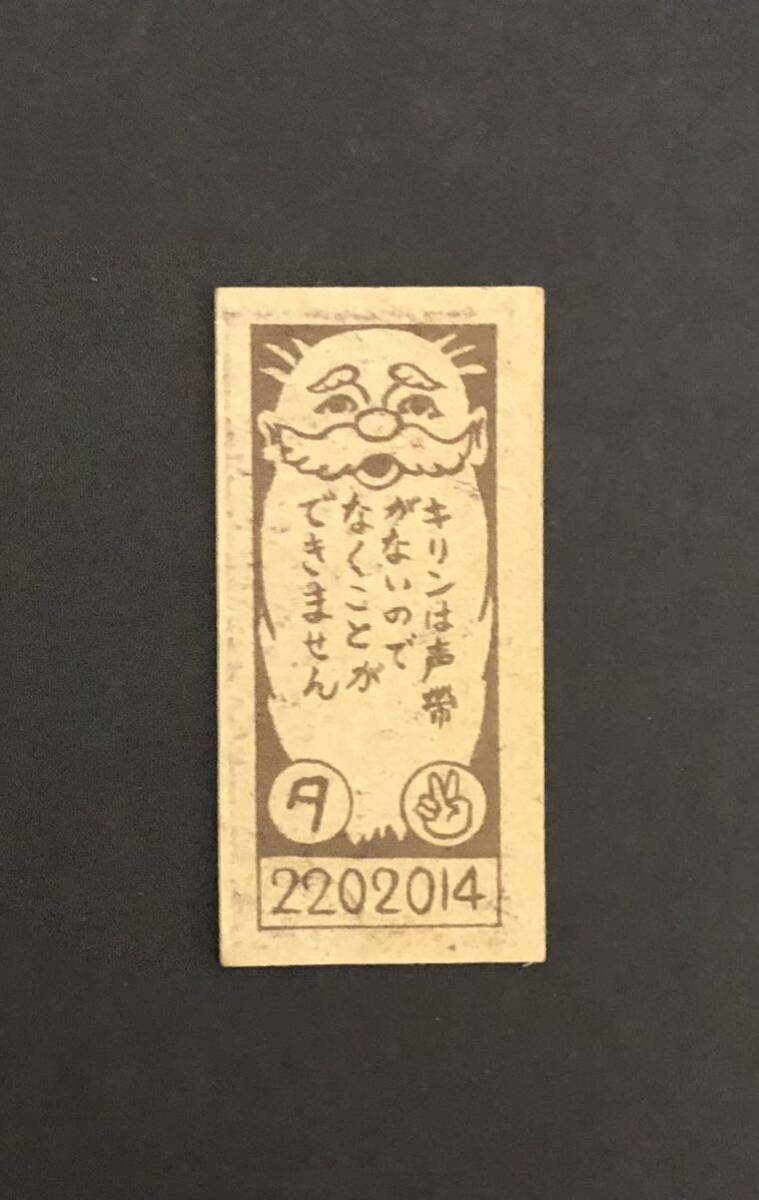 キリンは声帶
がないので
なくことが
できません
タ
2202014